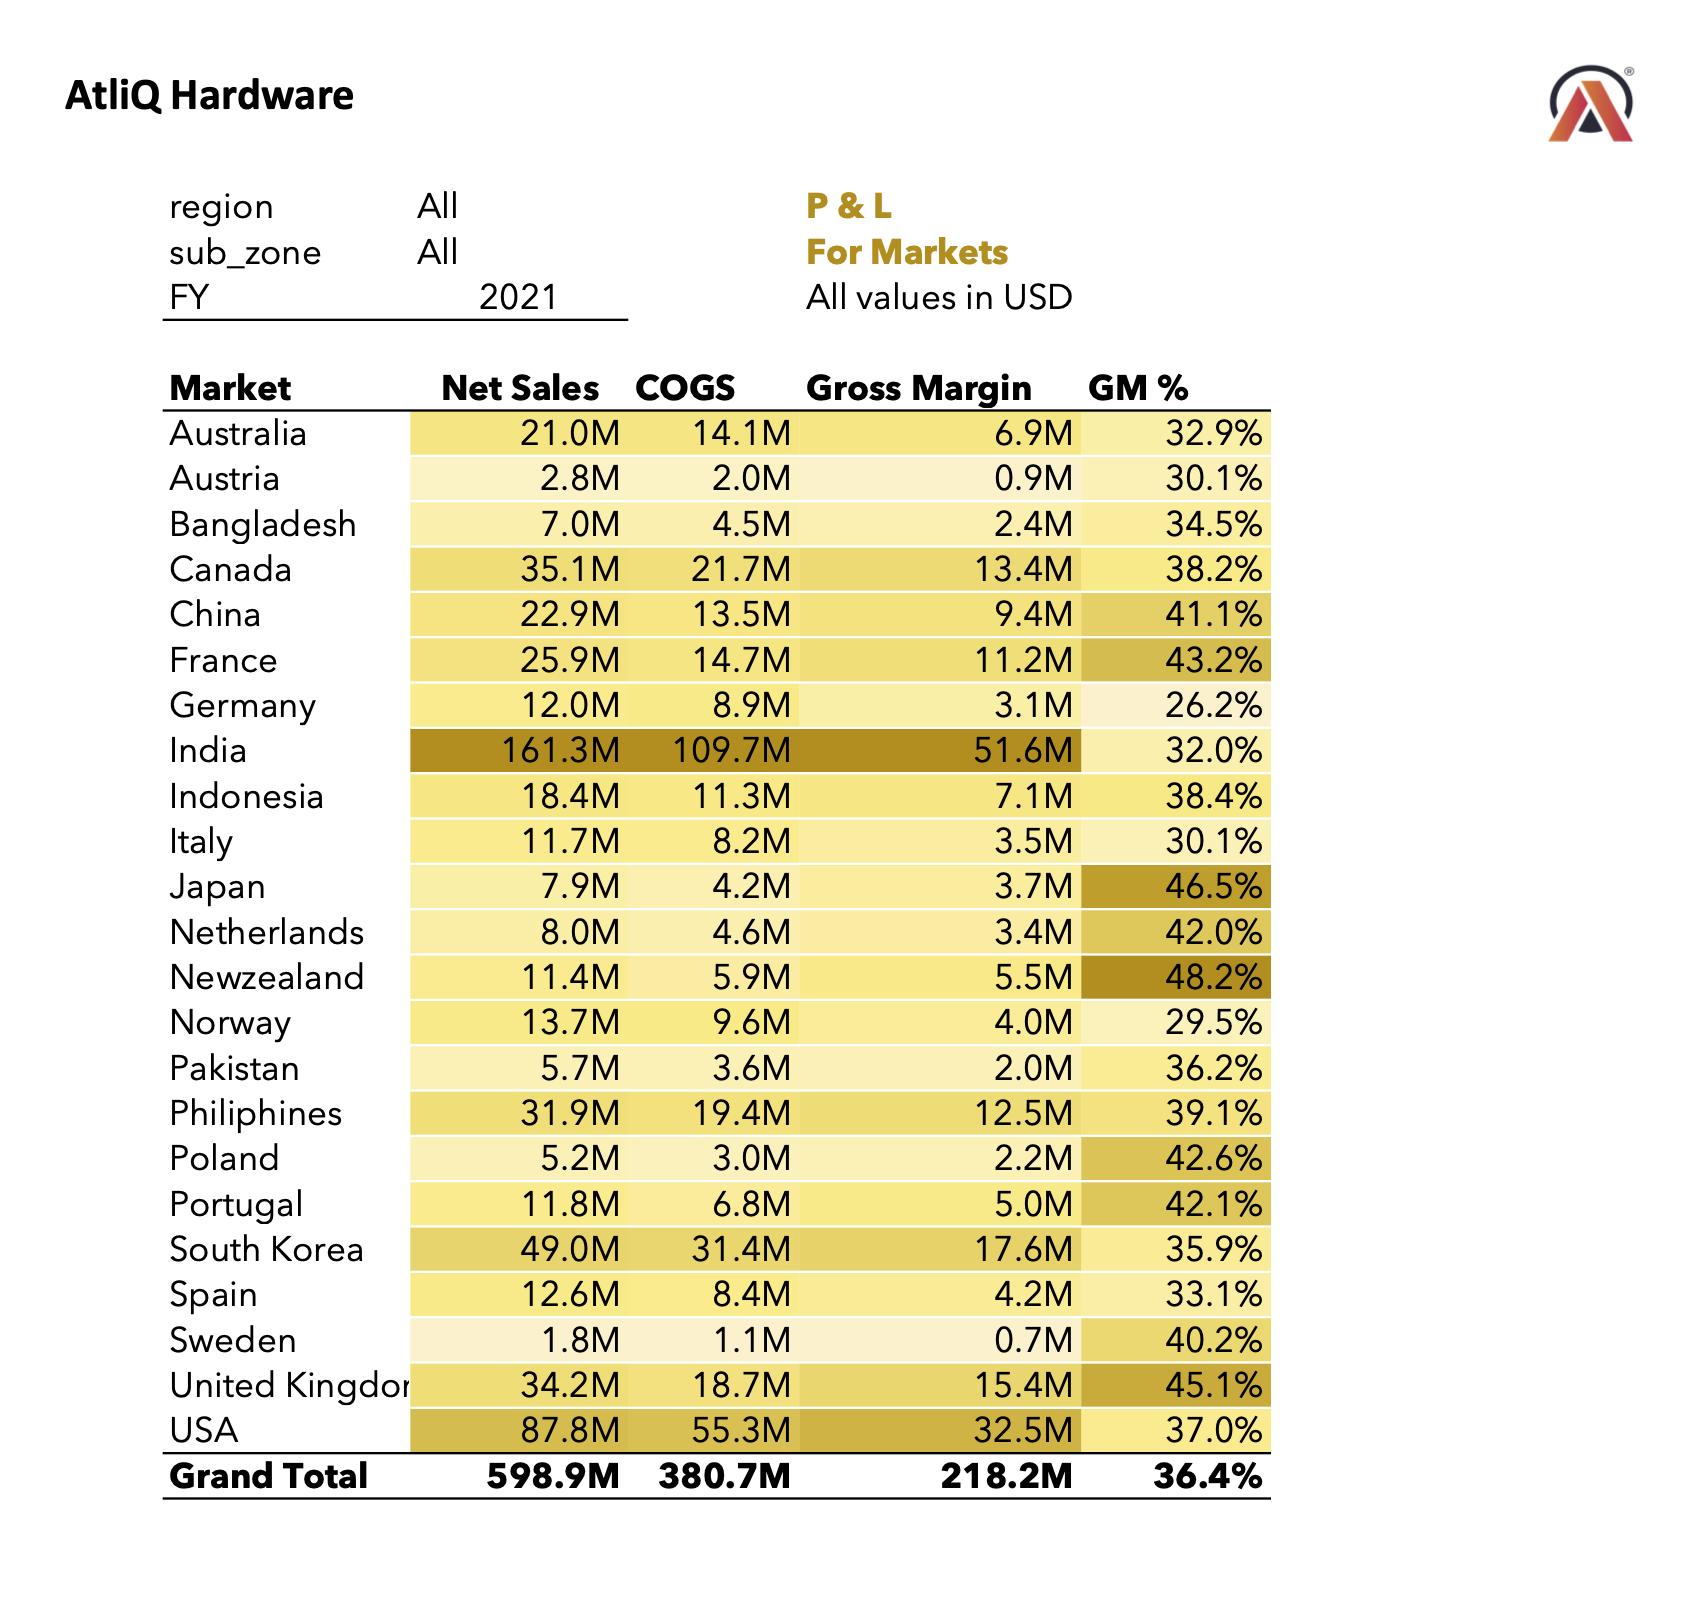 AtliQ Hardware
®
region All P & L
sub_zone All For Markets
FY 2021 All values in USD
Market Net Sales COGS Gross Margin GM %
Australia 21.0M 14.1M 6.9M 32.9%
Austria 2.8M 2.0M 0.9M 30.1%
Bangladesh 7.0M 4.5M 2.4M 34.5%
Canada 35.1M 21.7M 13.4M 38.2%
China 22.9M 13.5M 9.4M 41.1%
France 25.9M 14.7M 11.2M 43.2%
Germany 12.0M 8.9M 3.1M 26.2%
India 161.3M 109.7M 51.6M 32.0%
Indonesia 18.4M 11.3M 7.1M 38.4%
Italy 11.7M 8.2M 3.5M 30.1%
Japan 7.9M 4.2M 3.7M 46.5%
Netherlands 8.0M 4.6M 3.4M 42.0%
Newzealand 11.4M 5.9M 5.5M 48.2%
Norway 13.7M 9.6M 4.0M 29.5%
Pakistan 5.7M 3.6M 2.0M 36.2%
Philiphines 31.9M 19.4M 12.5M 39.1%
Poland 5.2M 3.0M 2.2M 42.6%
Portugal 11.8M 6.8M 5.0M 42.1%
South Korea 49.0M 31.4M 17.6M 35.9%
Spain 12.6M 8.4M 4.2M 33.1%
Sweden 1.8M 1.1M 0.7M 40.2%
United Kingdor 34.2M 18.7M 15.4M 45.1%
USA 87.8M 55.3M 32.5M 37.0%
Grand Total 598.9M 380.7M 218.2M 36.4%